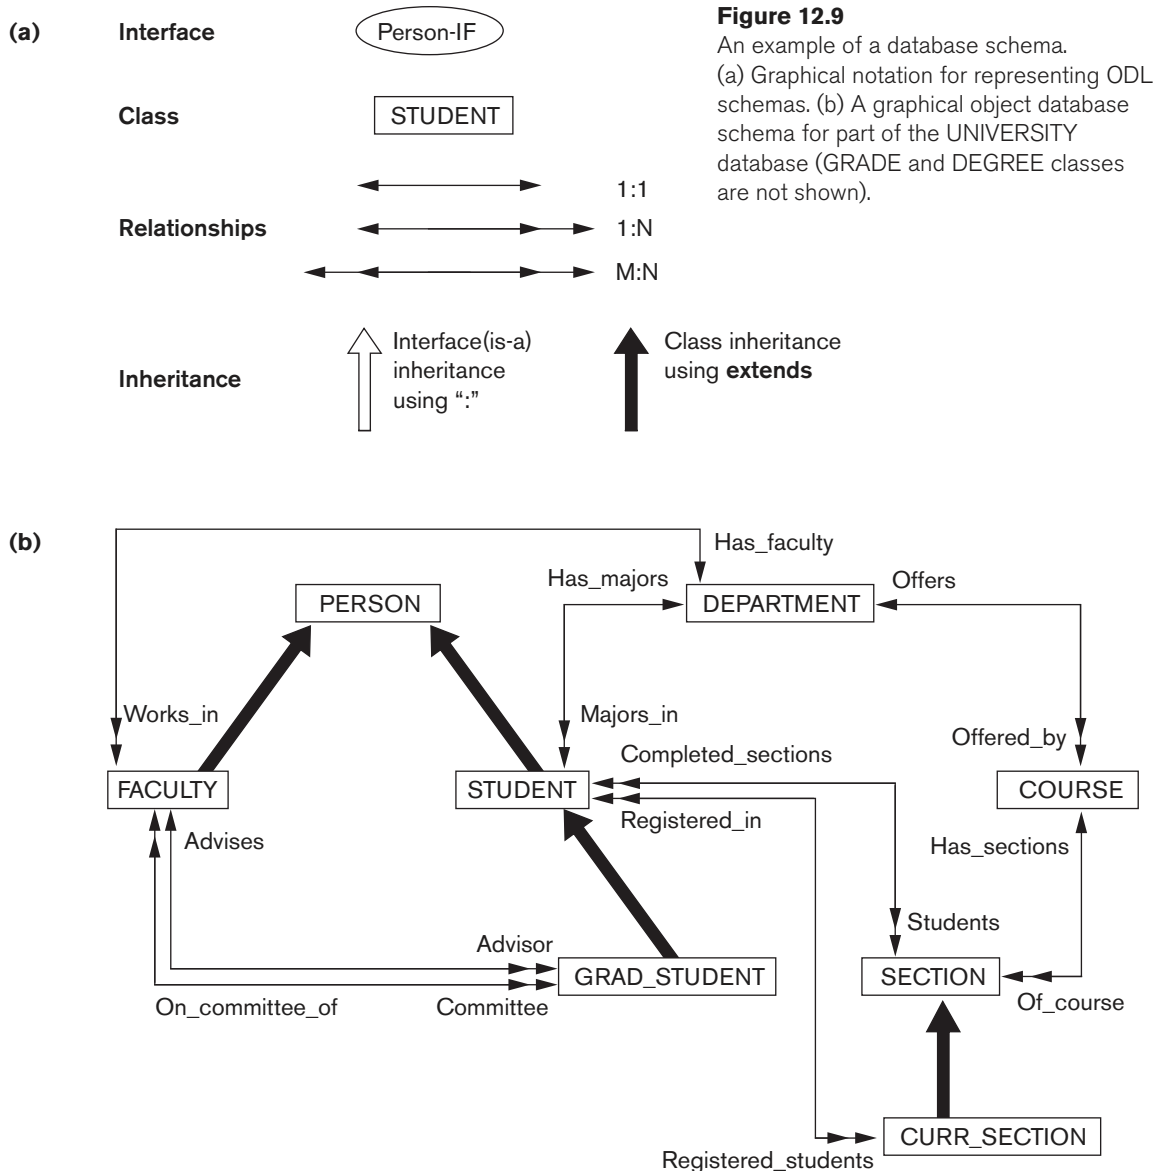 Figure 12.9
An example of a database schema.
(a) Graphical notation for representing ODL
schemas. (b) A graphical object database
schema for part of the UNIVERSITY
database (GRADE and DEGREE classes
are not shown).
(a)
Interface
Person-IF
Class
STUDENT
Relationships
1:1
1:N
M:N
Inheritance
Interface(is-a)
inheritance
using “:”
Class inheritance
using extends
(b)
Has_faculty
Has_majors
Offers
PERSON
DEPARTMENT
Works_in
Majors_in
Offered_by
Completed_sections
FACULTY
STUDENT
COURSE
Registered_in
Advises
Has_sections
Students
Advisor
GRAD_STUDENT
SECTION
On_committee_of
Committee
Of_course
CURR_SECTION
Registered_students